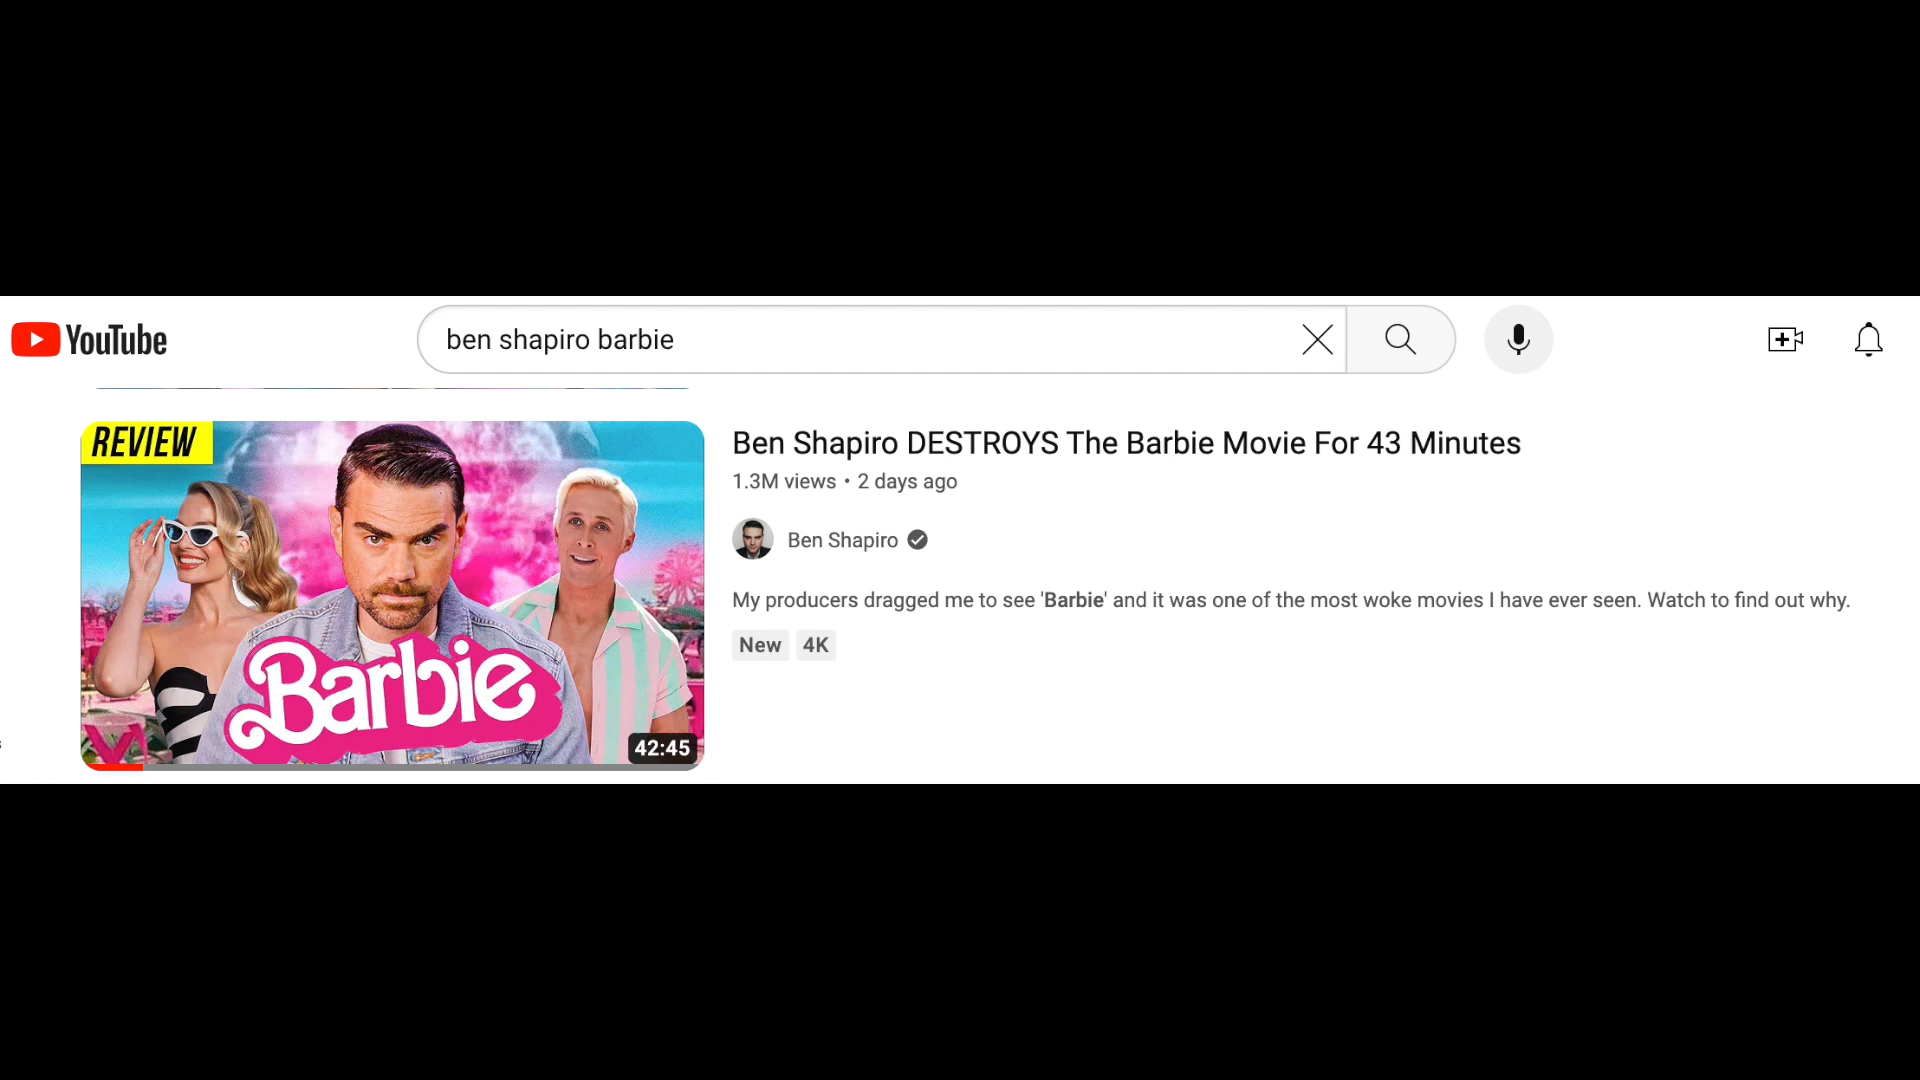 YouTube
ben shapiro barbie
REVIEW
Barbie
42:45
Ben Shapiro DESTROYS The Barbie Movie For 43 Minutes
1.3M views • 2 days ago
Ben Shapiro
My producers dragged me to see 'Barbie' and it was one of the most woke movies I have ever seen. Watch to find out why.
New 4K